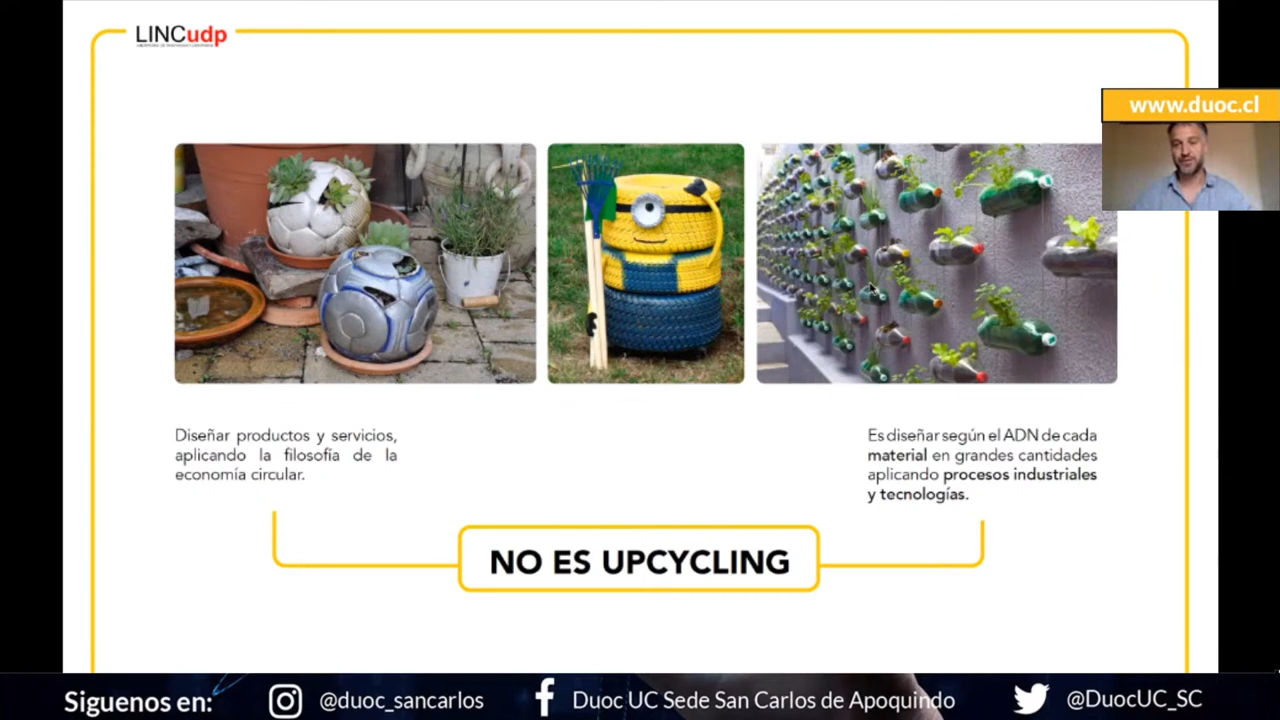 LINCudp
www.duoc.cl
Diseñar productos y servicios,
aplicando la filosofía de la
economía circular.
Es diseñar según el ADN de cada
material en grandes cantidades
aplicando procesos industriales
y tecnologías.
NO ES UPCYCLING
Siguenos en:
@duoc_sancarlos
Duoc UC Sede San Carlos de Apoquindo
@DuocUC_SC